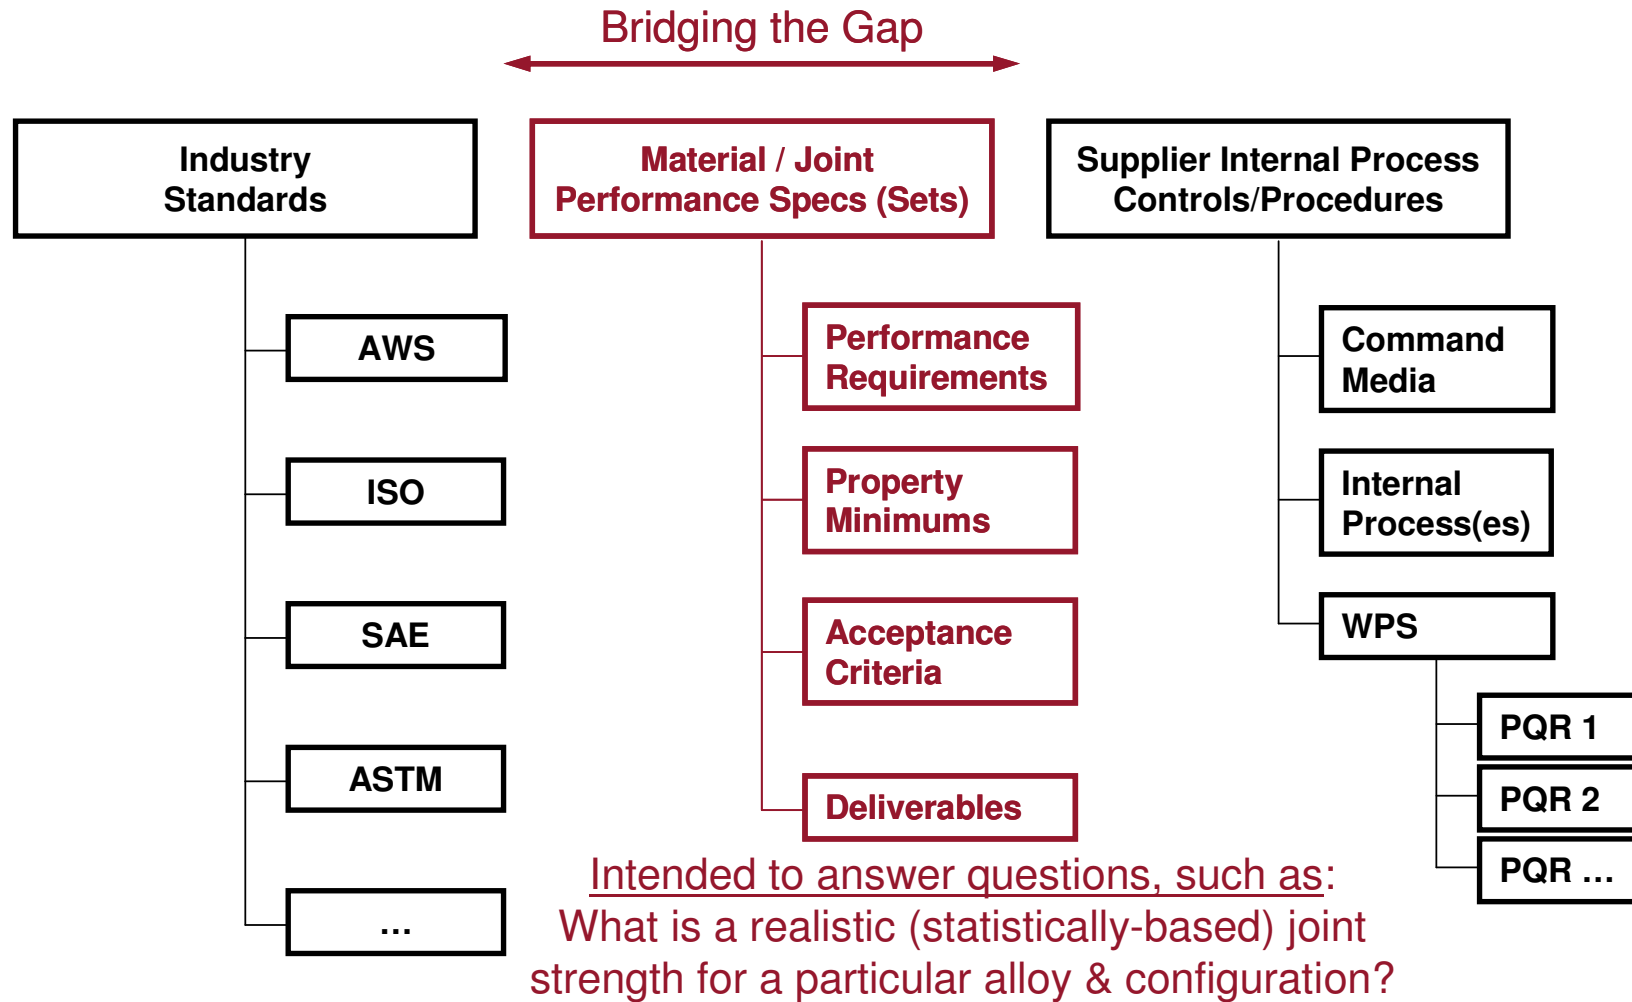 Bridging the Gap
Industry
Standards
AWS
ISO
SAE
ASTM
...
Material / Joint
Performance Specs (Sets)
Performance
Requirements
Property
Minimums
Acceptance
Criteria
Deliverables
Supplier Internal Process
Controls/Procedures
Command
Media
Internal
Process(es)
WPS
PQR 1
PQR 2
PQR ...
Intended to answer questions, such as:
What is a realistic (statistically-based) joint
strength for a particular alloy & configuration?